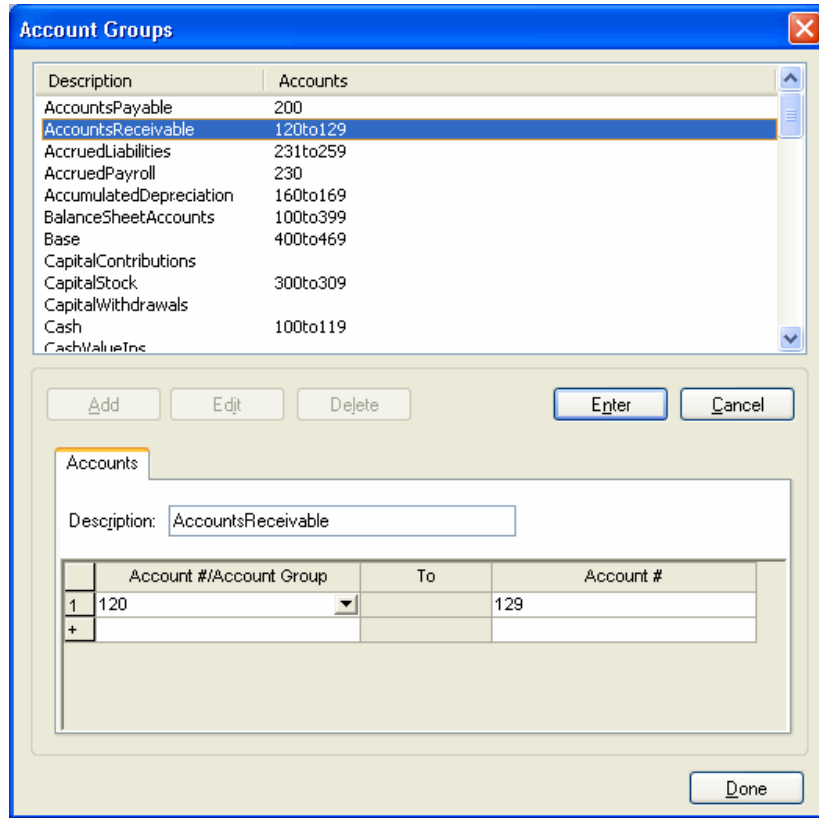 Account Groups
Description Accounts
AccountsPayable 200
AccountsReceivable 120to129
AccruedLiabilities 231to259
AccruedPayroll 230
AccumulatedDepreciation 160to169
BalanceSheetAccounts 100to399
Base 400to469
CapitalContributions
CapitalStock 300to309
CapitalWithdrawals
Cash 100to119
CashValueIns
Add Edit Delete Enter Cancel
Accounts
Description: AccountsReceivable
Account #/Account Group To Account #
1 120 129
+
Done